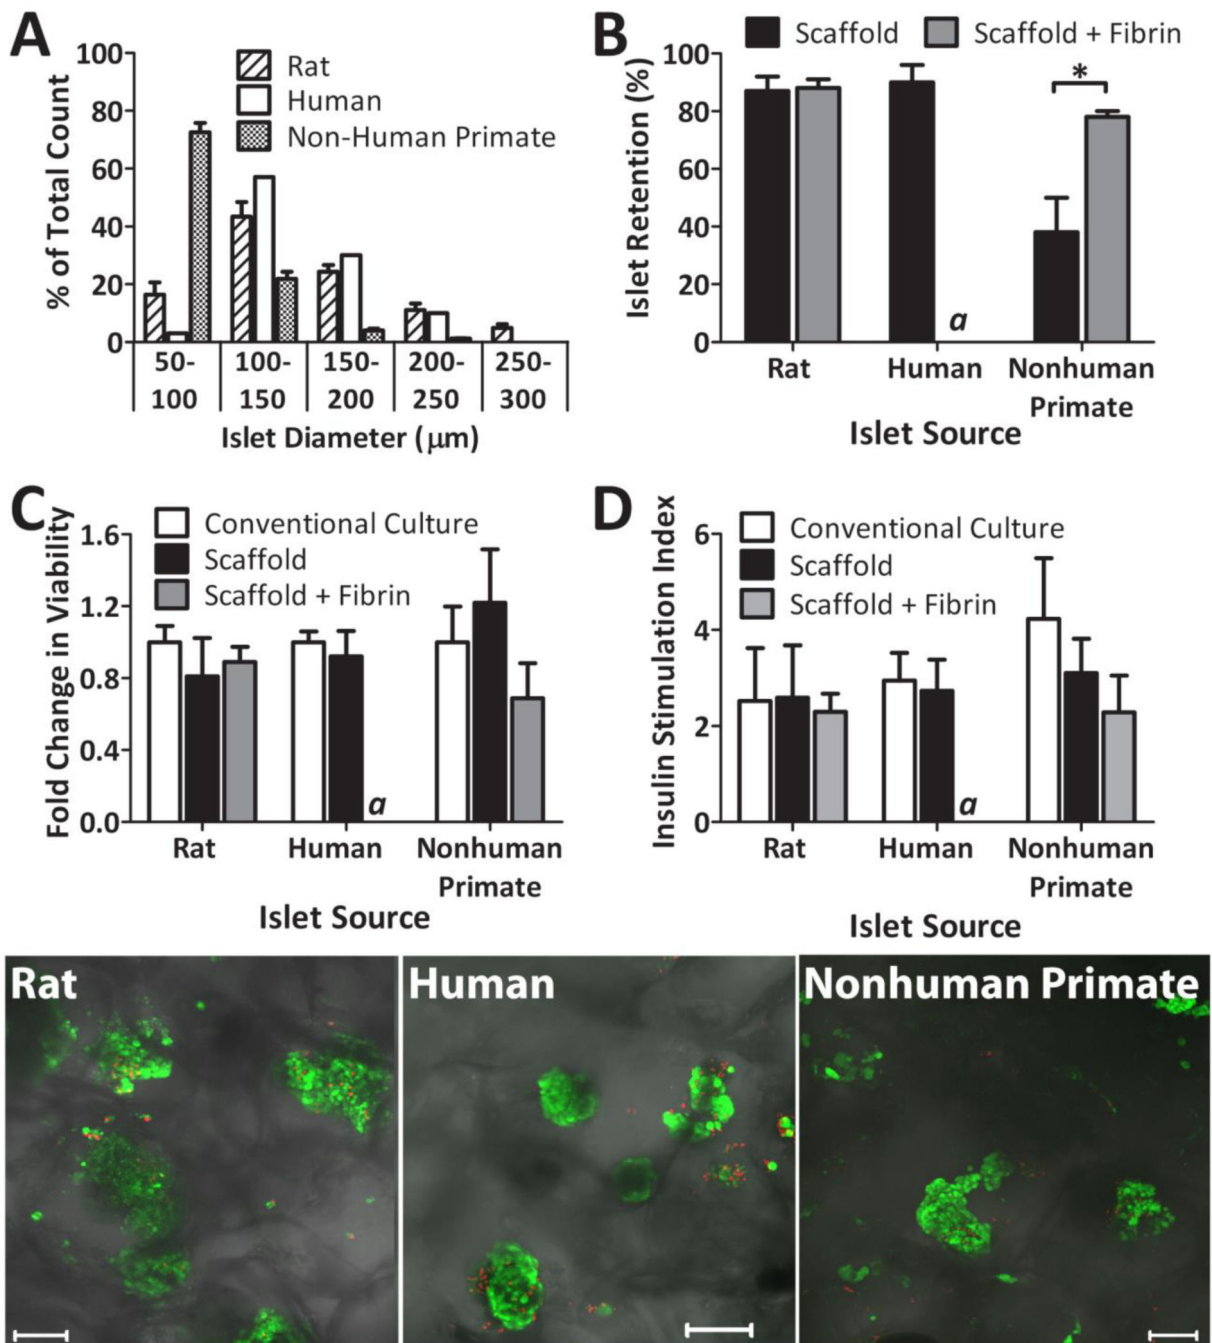 A
% of Total Count
100
80
60
40
20
0
Rat
Human
Non-Human Primate
50-
100
100-
150
150-
200
200-
250
250-
300
Islet Diameter (μm)
B
Islet Retention (%)
100
80
60
40
20
0
Scaffold
Scaffold + Fibrin
*
a
Rat
Human
Nonhuman
Primate
Islet Source
C
Fold Change in Viability
1.6
1.2
0.8
0.4
0.0
Conventional Culture
Scaffold
Scaffold + Fibrin
a
Rat
Human
Nonhuman
Primate
Islet Source
D
Insulin Stimulation Index
6
4
2
0
Conventional Culture
Scaffold
Scaffold + Fibrin
a
Rat
Human
Nonhuman
Primate
Islet Source
Rat
Human
Nonhuman Primate